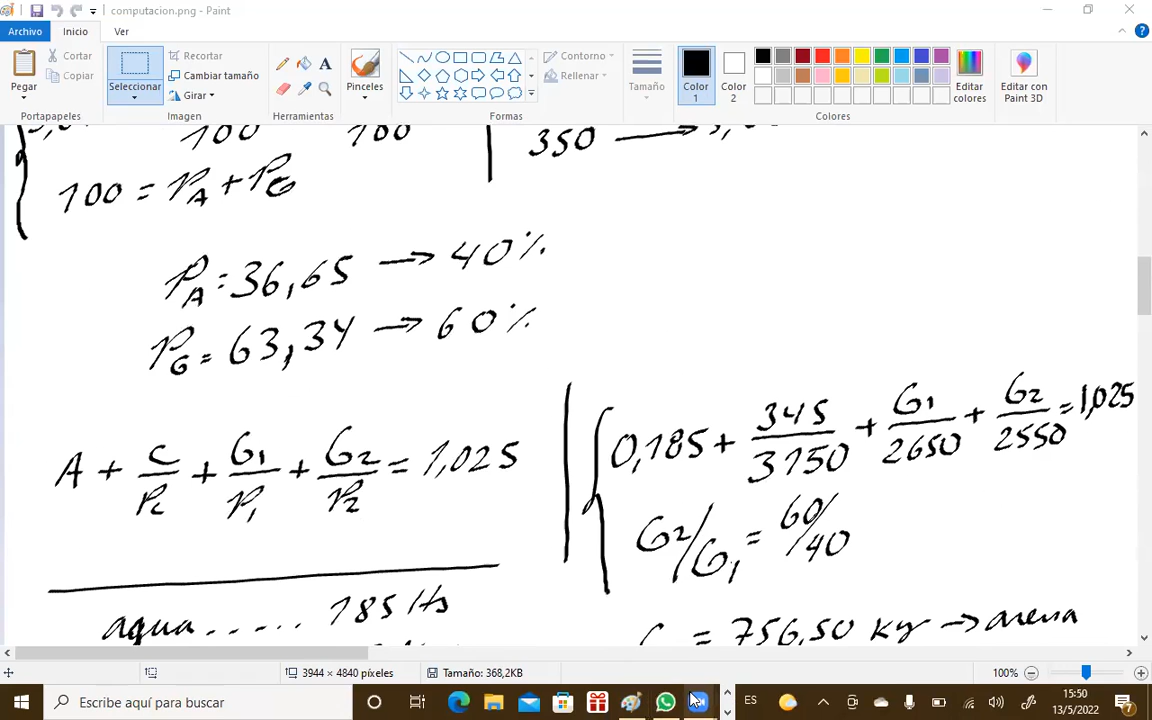 computacion.png - Paint
Archivo Inicio Ver
Pegar
Cortar
Copiar
Portapapeles
Seleccionar
Recortar
Cambiar tamaño
Girar
Imagen
Herramientas
Pinceles
Contorno
Rellenar
Formas
Tamaño
Color 1
Color 2
Editar colores
Editar con Paint 3D
Colores
100 100
350 →
100 = PA + PG
PA = 36,65 → 40%
PG = 63,34 → 60%
A + C/Pc + G1/P1 + G2/P2 = 1,025
0,185 + 345/3150 + G1/2650 + G2/2550 = 1,025
G2/G1 = 60/40
agua ..... 185 lts
= 756,50 kg → arena
3944 × 4840 píxeles
Tamaño: 368,2KB
100%
Escribe aquí para buscar
ES
15:50
13/5/2022